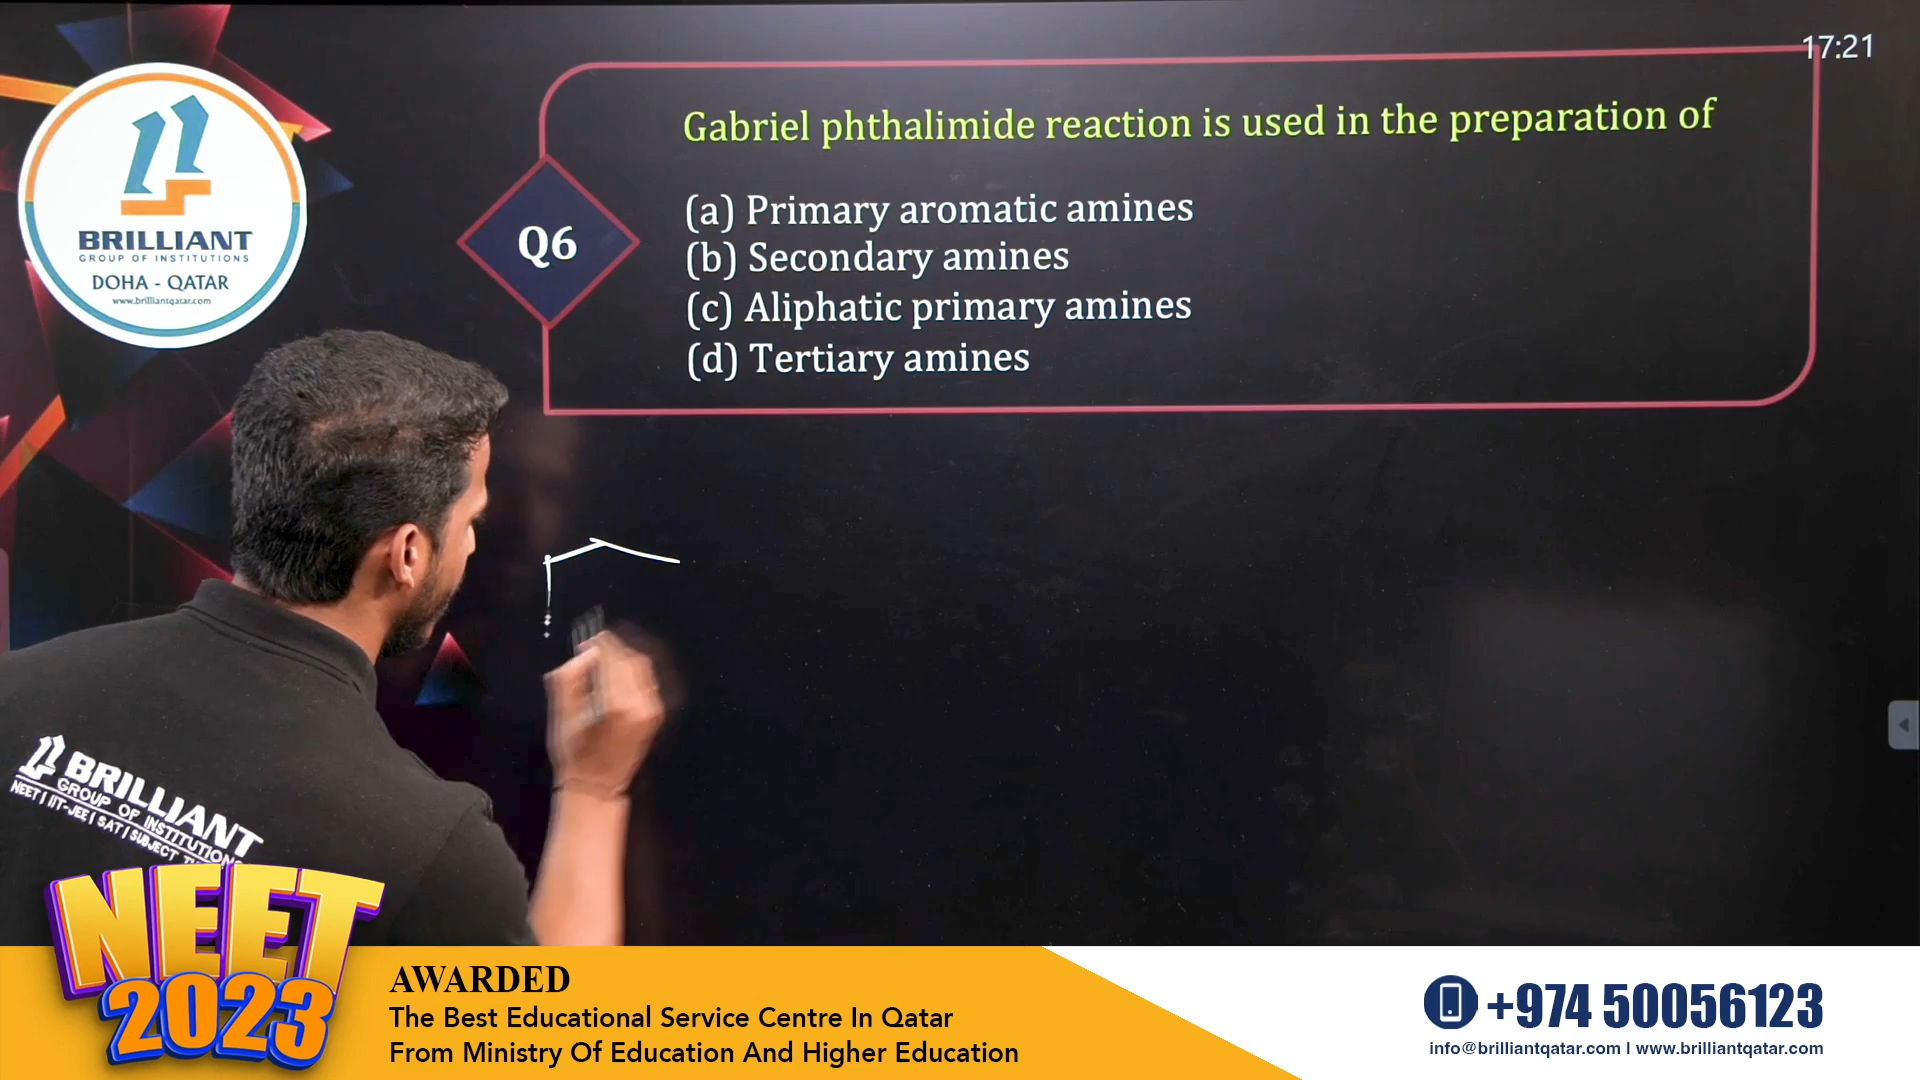 17:21
Gabriel phthalimide reaction is used in the preparation of
Q6
(a) Primary aromatic amines
(b) Secondary amines
(c) Aliphatic primary amines
(d) Tertiary amines
BRILLIANT
GROUP OF INSTITUTIONS
DOHA - QATAR
www.brilliantqatar.com
BRILLIANT
GROUP OF INSTITUTIONS
NEET | IIT-JEE | SAT | SUBJECT
NEET
2023
AWARDED
The Best Educational Service Centre In Qatar
From Ministry Of Education And Higher Education
+974 50056123
info@brilliantqatar.com | www.brilliantqatar.com